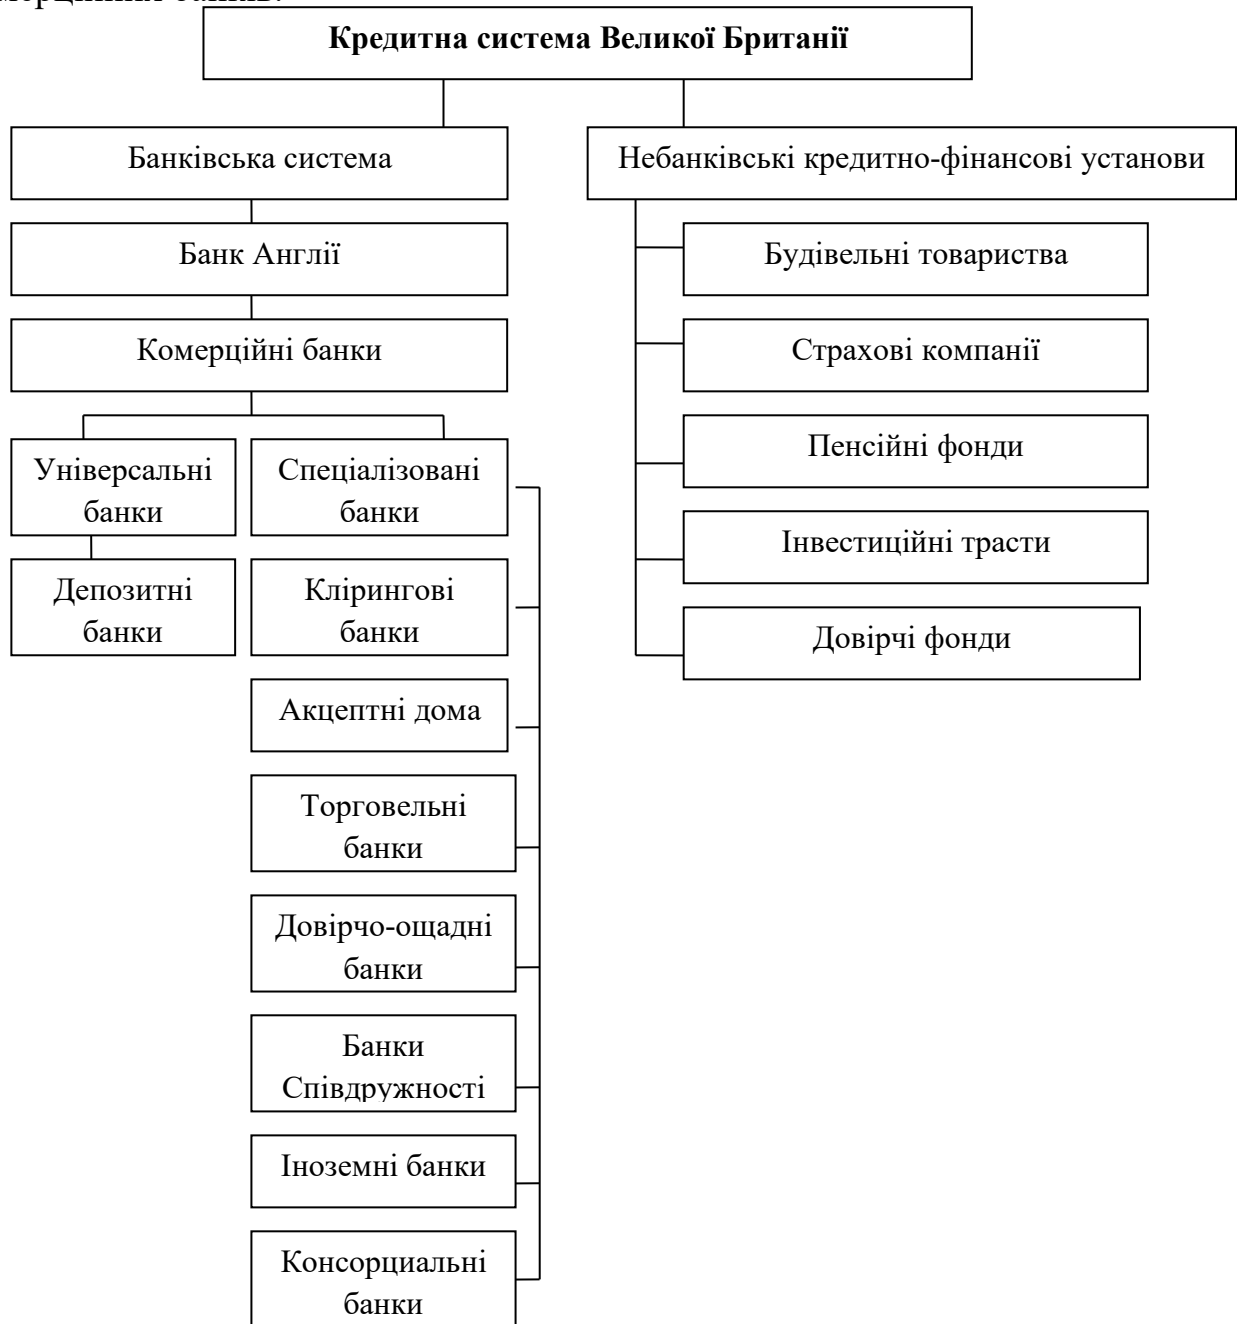 Кредитна система Великої Британії
Банківська система
Небанківські кредитно-фінансові установи
Банк Англії
Будівельні товариства
Комерційні банки
Страхові компанії
Універсальні
банки
Спеціалізовані
банки
Пенсійні фонди
Інвестиційні трасти
Депозитні
банки
Клірингові
банки
Довірчі фонди
Акцептні дома
Торговельні
банки
Довірчо-ощадні
банки
Банки
Співдружності
Іноземні банки
Консорциальні
банки